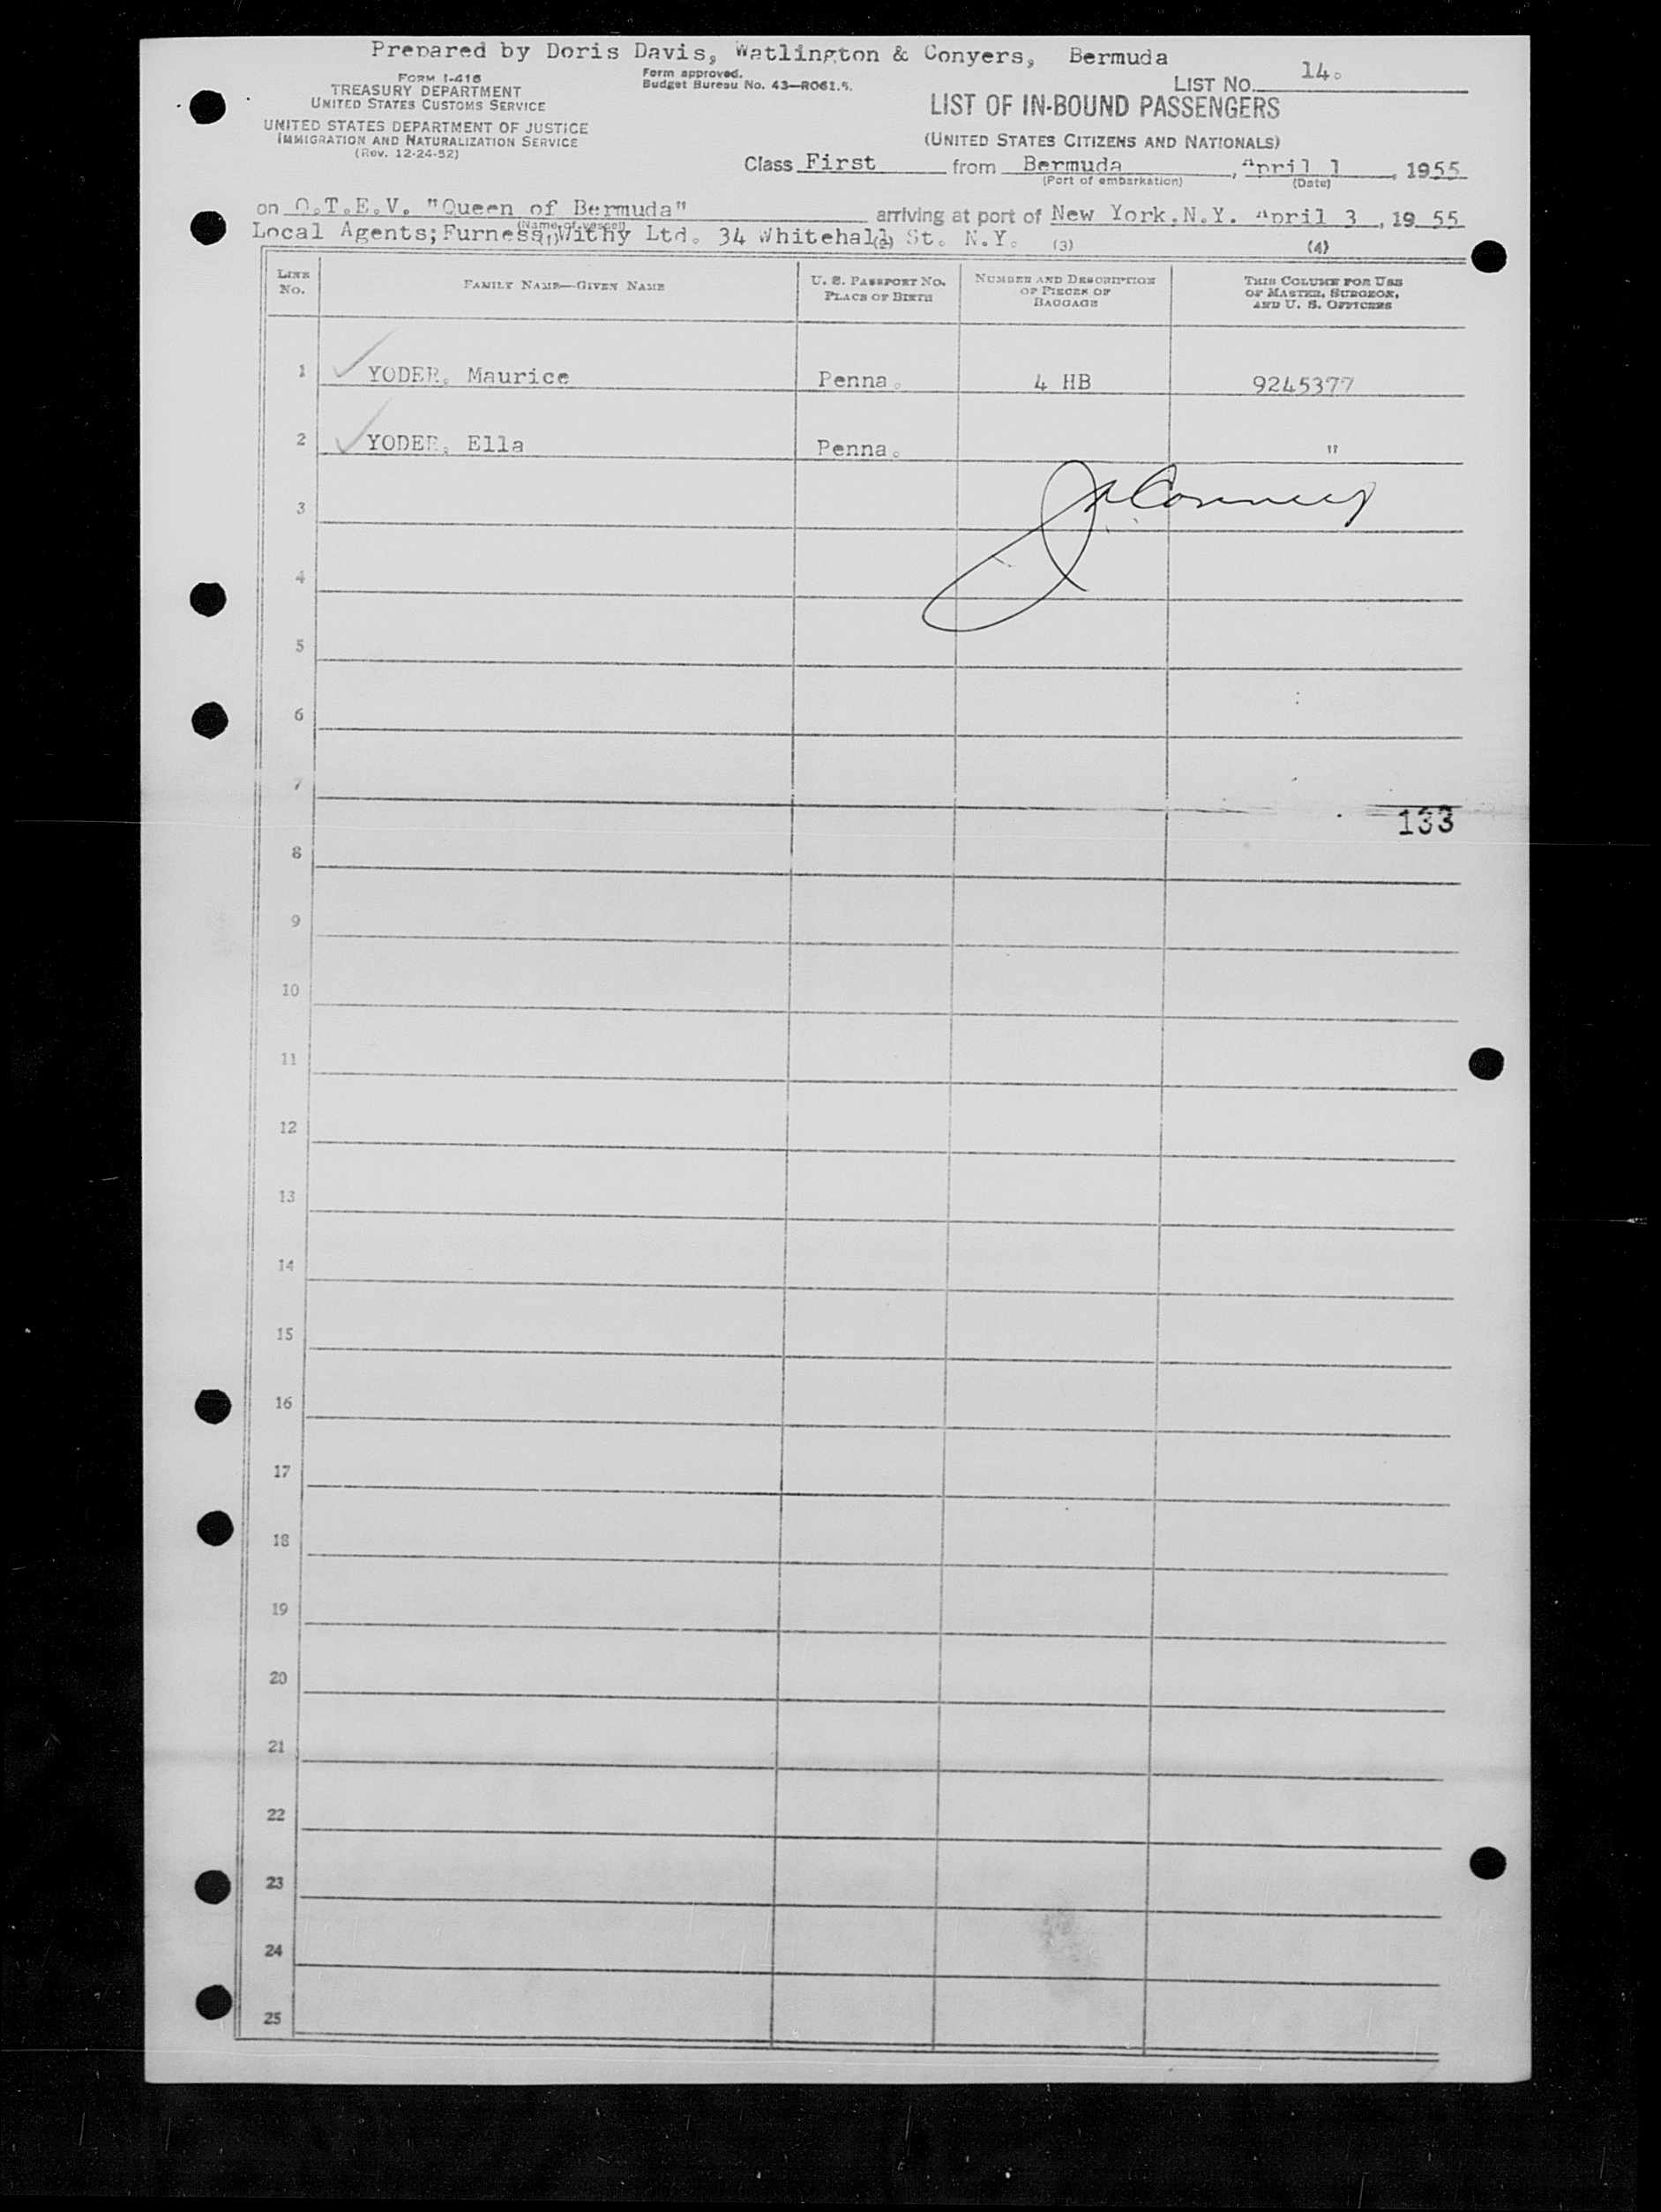 Prepared by Doris Davis, Watlington & Conyers, Bermuda
FORM I-418
TREASURY DEPARTMENT
UNITED STATES CUSTOMS SERVICE
UNITED STATES DEPARTMENT OF JUSTICE
IMMIGRATION AND NATURALIZATION SERVICE
(Rev. 12-24-52)
Form approved.
Budget Bureau No. 43—R061.5.
LIST NO. 14.
LIST OF IN-BOUND PASSENGERS
(UNITED STATES CITIZENS AND NATIONALS)
Class First from Bermuda, April 1, 1955
(Port of embarkation) (Date)
on Q.T.E.V. "Queen of Bermuda" arriving at port of New York, N.Y. April 3, 1955
(Name of vessel)
Local Agents; Furness, Withy Ltd. 34 Whitehall St. N.Y.
(1) (2) (3) (4)
LINE NO. FAMILY NAME—GIVEN NAME U. S. PASSPORT NO. PLACE OF BIRTH NUMBER AND DESCRIPTION OF PIECES OF BAGGAGE THIS COLUMN FOR USE OF MASTER, SURGEON, AND U. S. OFFICERS
1 YODER, Maurice Penna. 4 HB 9245377
2 YODER, Ella Penna. "
3
4
5
6
7
133
8
9
10
11
12
13
14
15
16
17
18
19
20
21
22
23
24
25